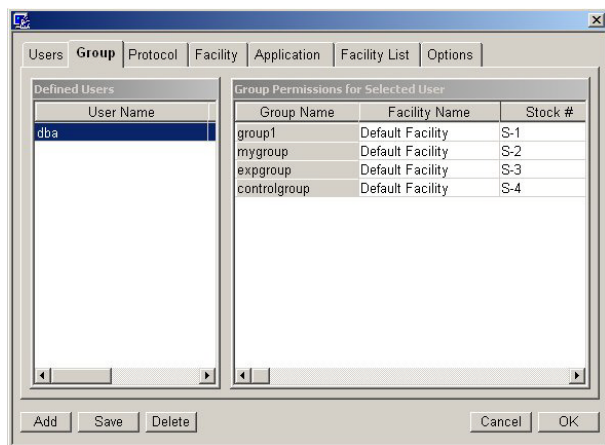 Users Group Protocol Facility Application Facility List Options
Defined Users
User Name
dba
Group Permissions for Selected User
Group Name Facility Name Stock #
group1 Default Facility S-1
mygroup Default Facility S-2
expgroup Default Facility S-3
controlgroup Default Facility S-4
Add Save Delete Cancel OK